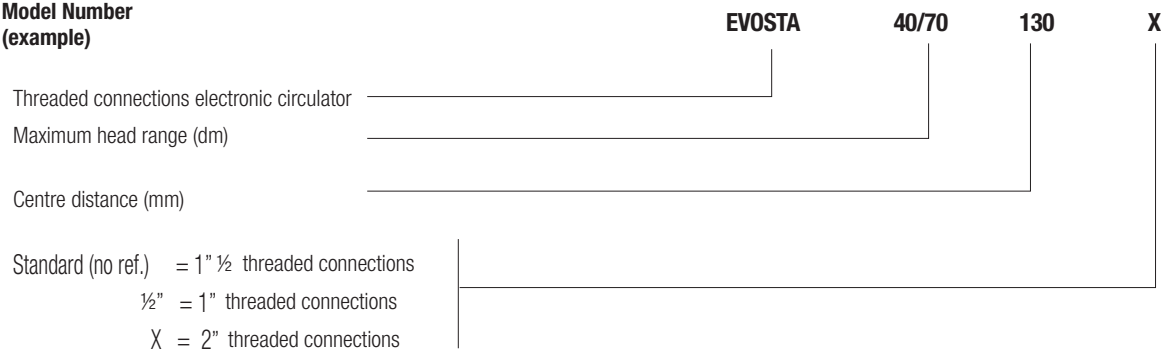 Model Number
(example)
EVOSTA 40/70 130 X
Threaded connections electronic circulator
Maximum head range (dm)
Centre distance (mm)
Standard (no ref.) = 1” ½ threaded connections
½” = 1” threaded connections
X = 2” threaded connections